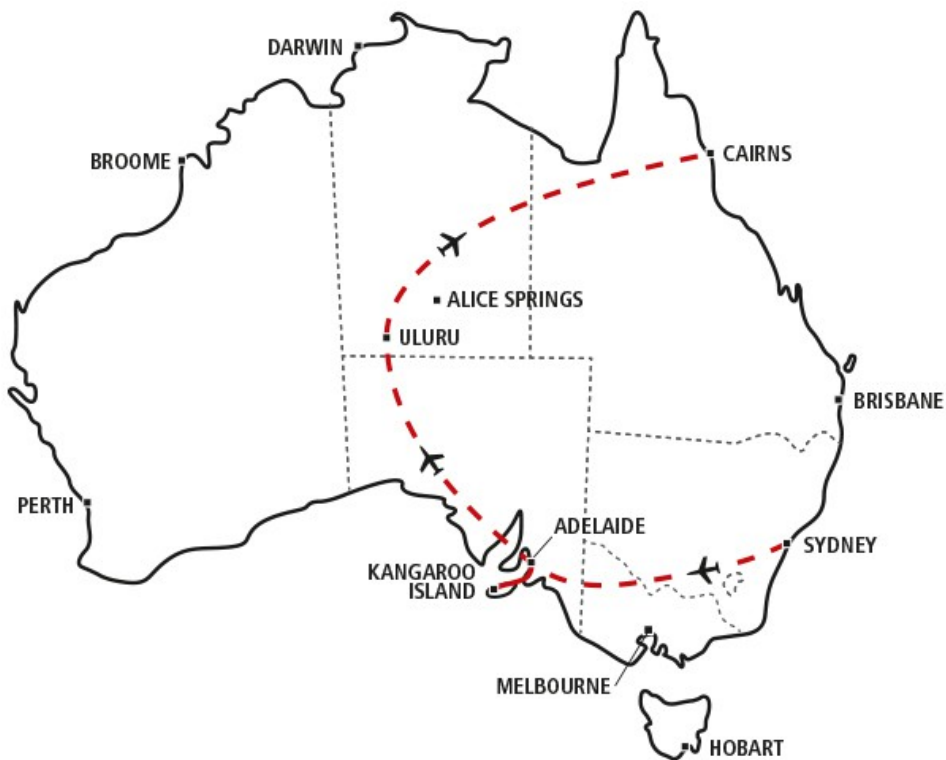 DARWIN
BROOME
CAIRNS
ALICE SPRINGS
ULURU
BRISBANE
PERTH
ADELAIDE
SYDNEY
KANGAROO
ISLAND
MELBOURNE
HOBART